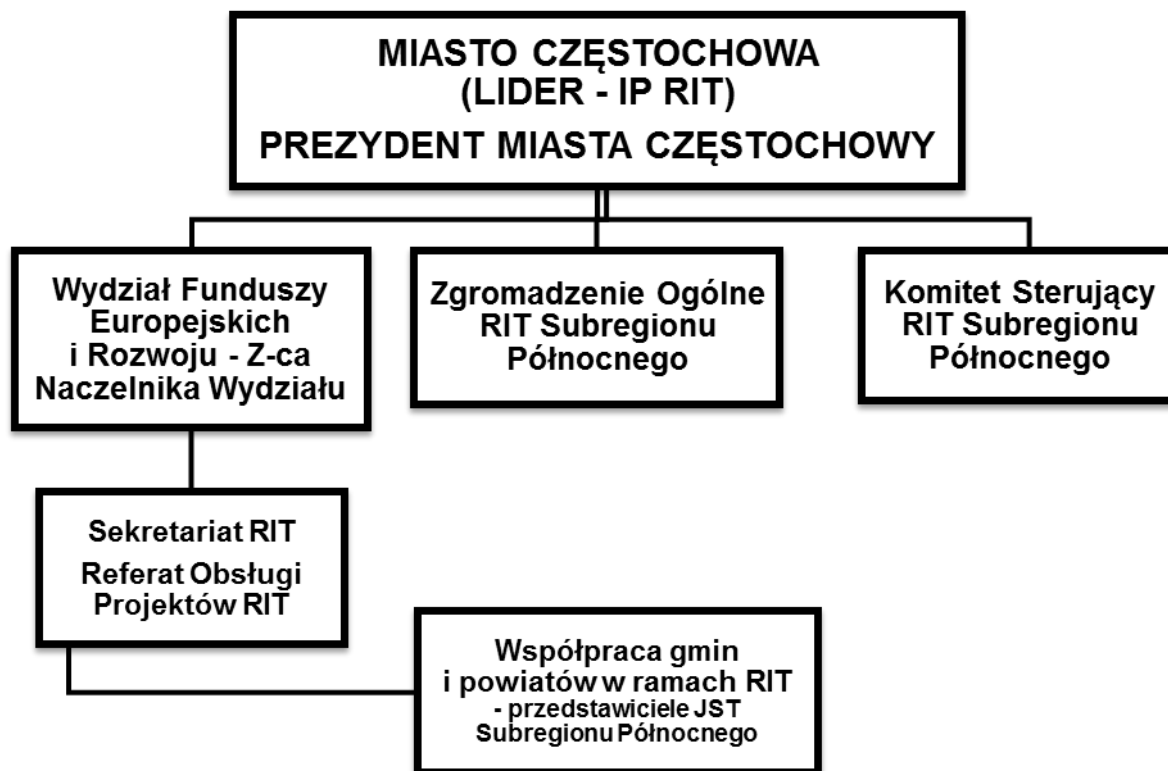 MIASTO CZĘSTOCHOWA
(LIDER - IP RIT)
PREZYDENT MIASTA CZĘSTOCHOWY
Wydział Funduszy
Europejskich
i Rozwoju - Z-ca
Naczelnika Wydziału
Zgromadzenie Ogólne
RIT Subregionu
Północnego
Komitet Sterujący
RIT Subregionu
Północnego
Sekretariat RIT
Referat Obsługi
Projektów RIT
Współpraca gmin
i powiatów w ramach RIT
- przedstawiciele JST
Subregionu Północnego